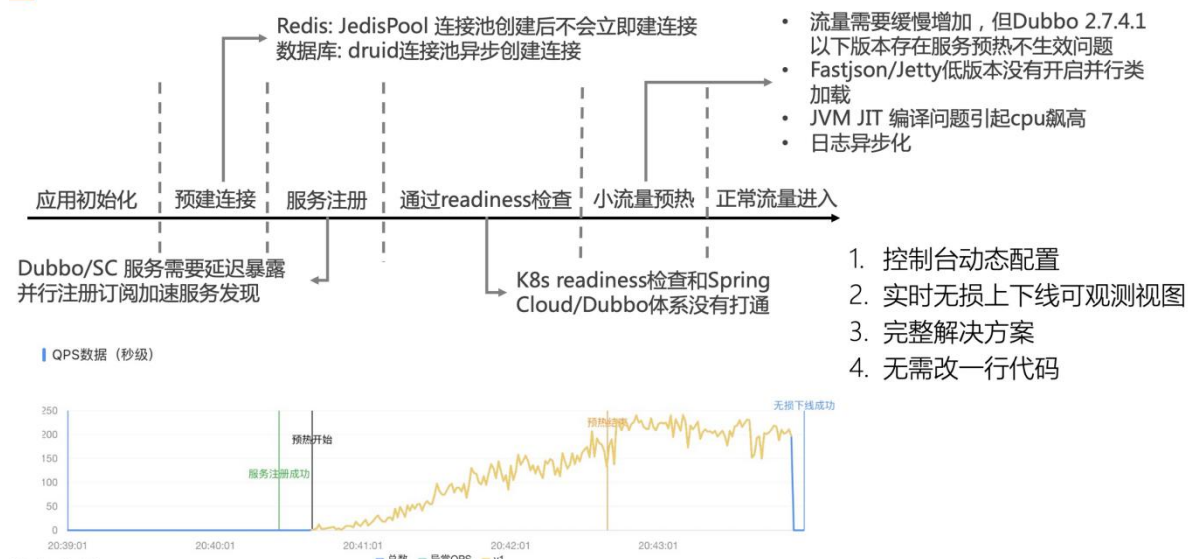 Redis: JedisPool 连接池创建后不会立即建连接
数据库: druid连接池异步创建连接
• 流量需要缓慢增加，但Dubbo 2.7.4.1
以下版本存在服务预热不生效问题
• Fastjson/Jetty低版本没有开启并行类
加载
• JVM JIT 编译问题引起cpu飙高
• 日志异步化
应用初始化
预建连接
服务注册
通过readiness检查
小流量预热
正常流量进入
Dubbo/SC 服务需要延迟暴露
并行注册订阅加速服务发现
K8s readiness检查和Spring
Cloud/Dubbo体系没有打通
1. 控制台动态配置
2. 实时无损上下线可观测视图
3. 完整解决方案
4. 无需改一行代码
QPS数据（秒级）
无损下线成功
预热结束
预热开始
服务注册成功
250
200
150
100
50
0
20:39:01
20:40:01
20:41:01
20:42:01
20:43:01
总数
异常QPS